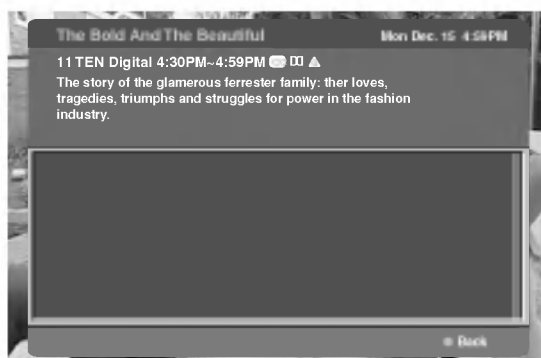 The Bold And The Beautiful
Mon Dec. 15 4:59PM
11 TEN Digital 4:30PM~4:59PM
The story of the glamerous ferrester family: ther loves,
tragedies, triumphs and struggles for power in the fashion
industry.
Back